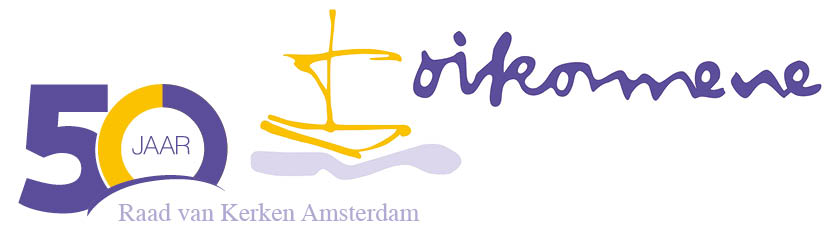 50
JAAR
oikomene
Raad van Kerken Amsterdam